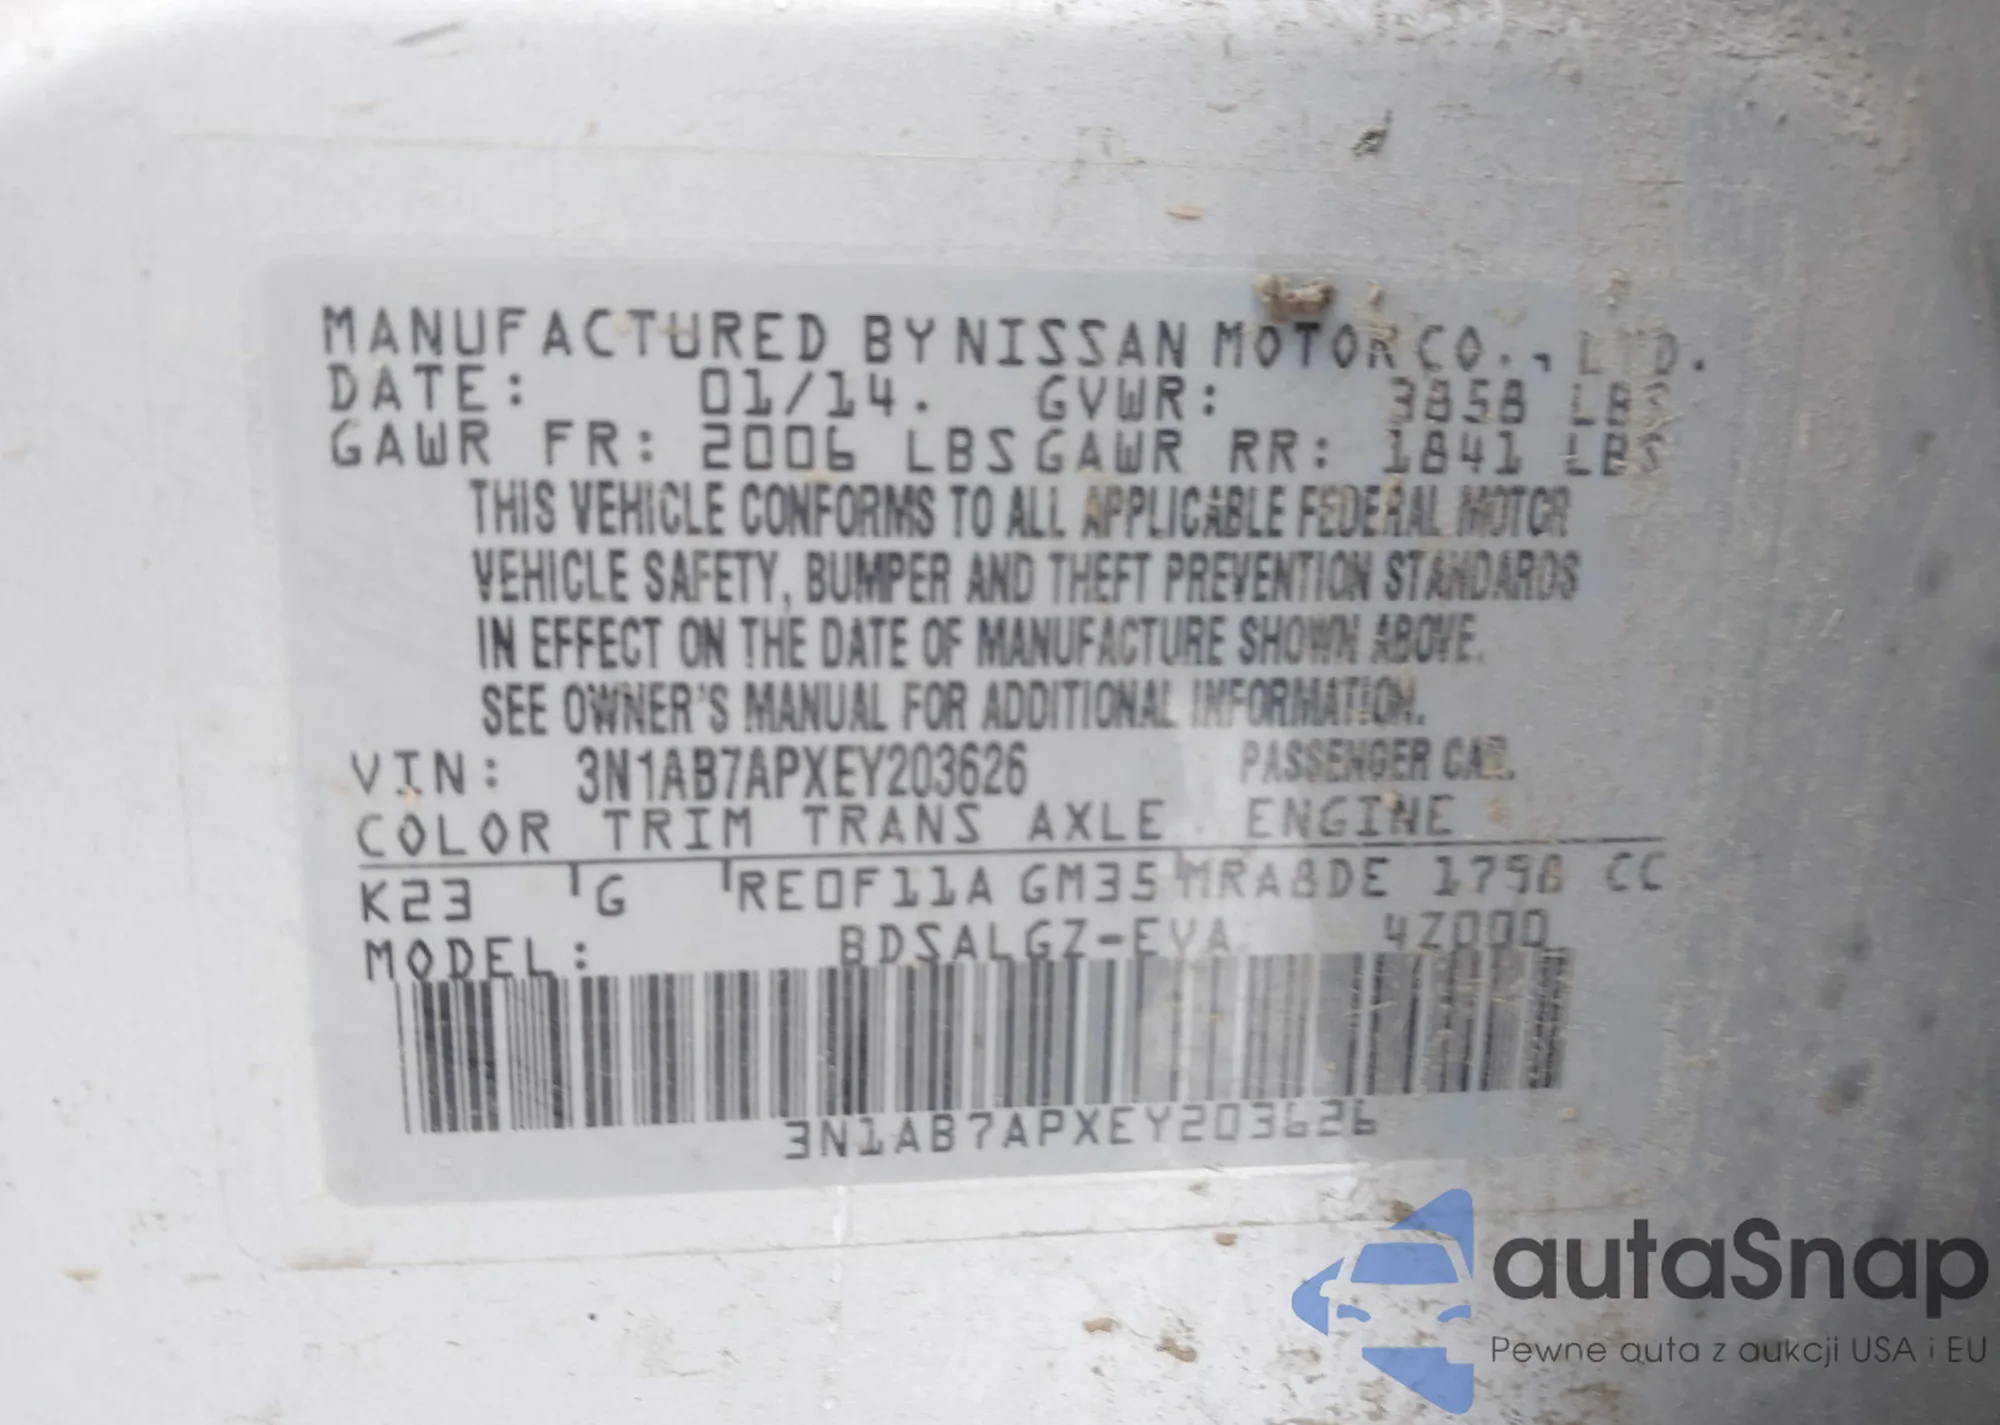 MANUFACTURED BY NISSAN MOTOR CO., LTD.
DATE: 01/14. GVWR: 3858 LBS
GAWR FR: 2006 LBS GAWR RR: 1841 LBS
THIS VEHICLE CONFORMS TO ALL APPLICABLE FEDERAL MOTOR
VEHICLE SAFETY, BUMPER AND THEFT PREVENTION STANDARDS
IN EFFECT ON THE DATE OF MANUFACTURE SHOWN ABOVE.
SEE OWNER'S MANUAL FOR ADDITIONAL INFORMATION.
VIN: 3N1AB7APXEY203626 PASSENGER CAR.
COLOR TRIM TRANS AXLE ENGINE
K23 G RE0F11A GM35 MRA8DE 1798 CC
MODEL: BDSALGZ-EVA 4Z000
3N1AB7APXEY203626
autaSnap
Pewne auta z aukcji USA i EU